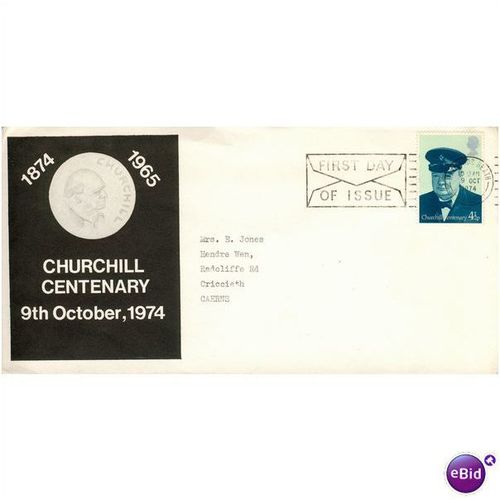 1874 1965
CHURCHILL
CHURCHILL
CENTENARY
9th October, 1974
FIRST DAY
OF ISSUE
9 OCT
1974
Churchill Centenary 4½p
Mrs. E. Jones
Hendre Wen,
Radcliffe Rd
Criccieth
CAERNS
eBid